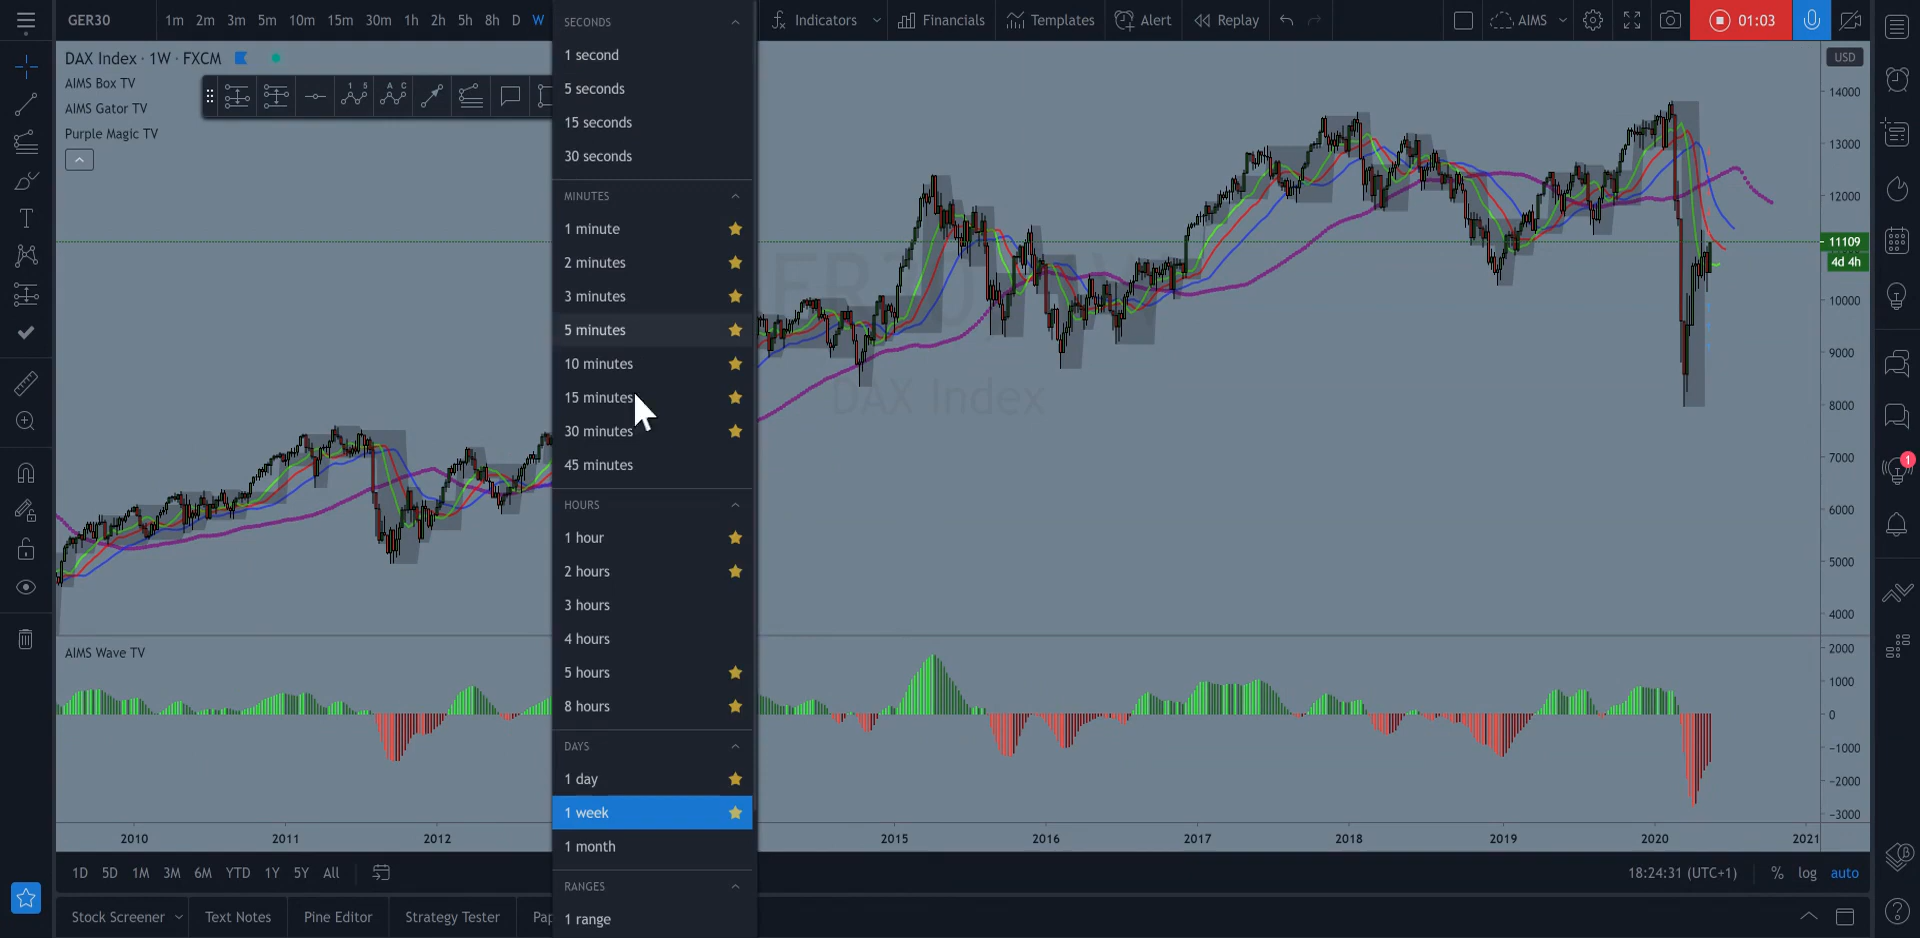 GER30 1m 2m 3m 5m 10m 15m 30m 1h 2h 5h 8h D W
Indicators Financials Templates Alert Replay AIMS 01:03
DAX Index · 1W · FXCM
AIMS Box TV
AIMS Gator TV
Purple Magic TV
1 5
A C
SECONDS
1 second
5 seconds
15 seconds
30 seconds
MINUTES
1 minute
2 minutes
3 minutes
5 minutes
10 minutes
15 minutes
30 minutes
45 minutes
HOURS
1 hour
2 hours
3 hours
4 hours
5 hours
8 hours
DAYS
1 day
1 week
1 month
RANGES
1 range
DAX Index
USD
14000
13000
12000
11109
4d 4h
10000
9000
8000
7000
6000
5000
4000
1
AIMS Wave TV
2000
1000
0
−1000
−2000
−3000
2010 2011 2012 2015 2016 2017 2018 2019 2020 2021
1D 5D 1M 3M 6M YTD 1Y 5Y All
18:24:31 (UTC+1) % log auto
Stock Screener Text Notes Pine Editor Strategy Tester